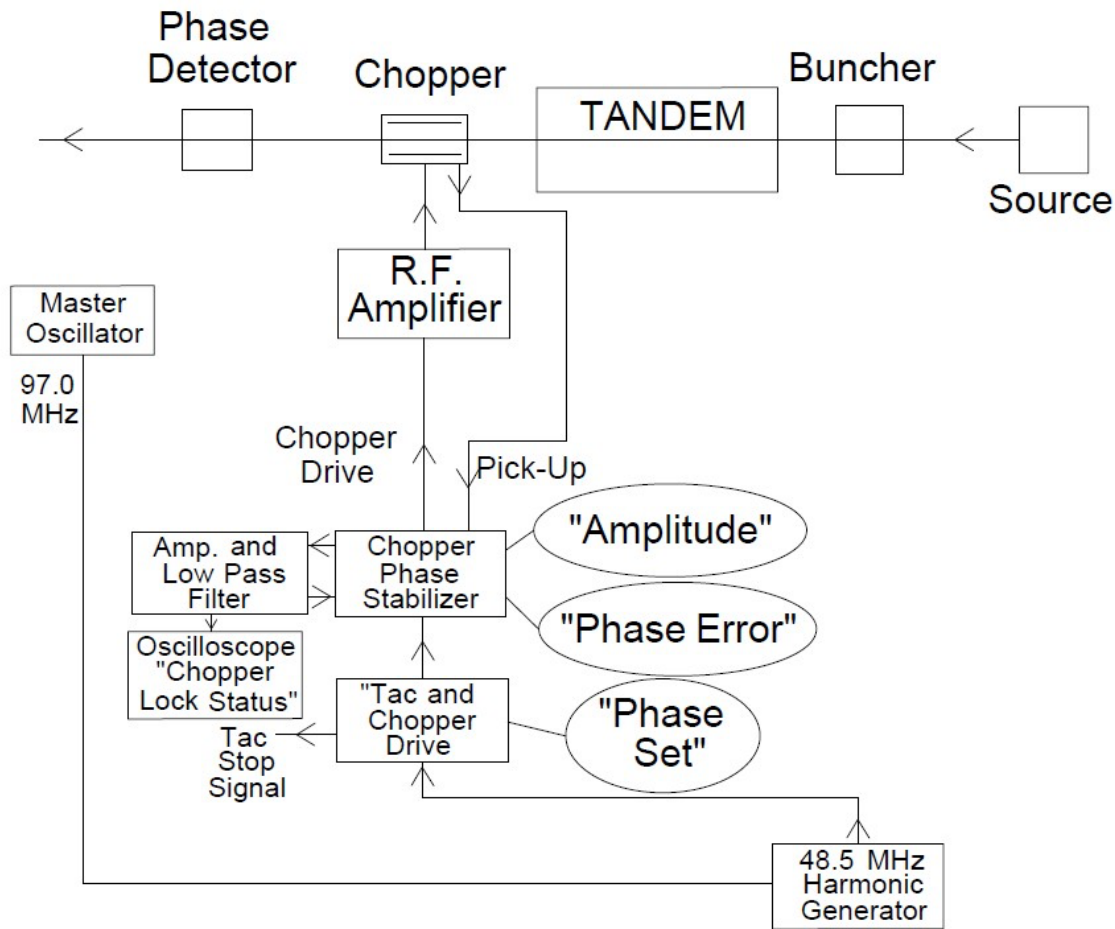 Phase
Detector
Chopper
TANDEM
Buncher
Source
R.F.
Amplifier
Master
Oscillator
97.0
MHz
Chopper
Drive
Pick-Up
Amp. and
Low Pass
Filter
Chopper
Phase
Stabilizer
"Amplitude"
"Phase Error"
Oscilloscope
"Chopper
Lock Status"
"Tac and
Chopper
Drive
"Phase
Set"
Tac
Stop
Signal
48.5 MHz
Harmonic
Generator